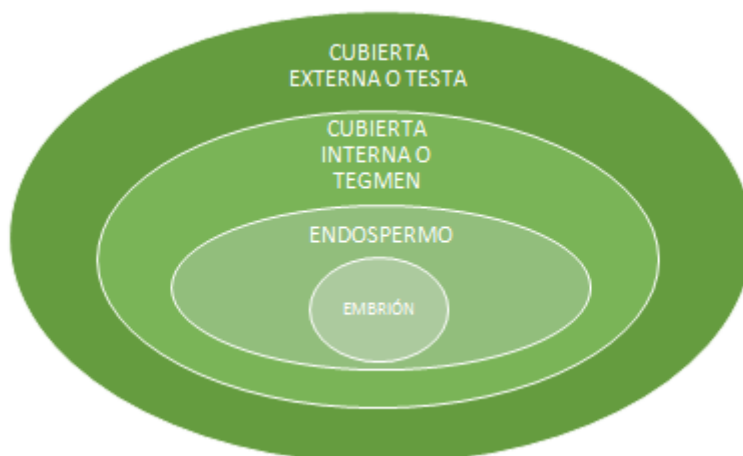 CUBIERTA
EXTERNA O TESTA
CUBIERTA
INTERNA O
TEGMEN
ENDOSPERMO
EMBRIÓN